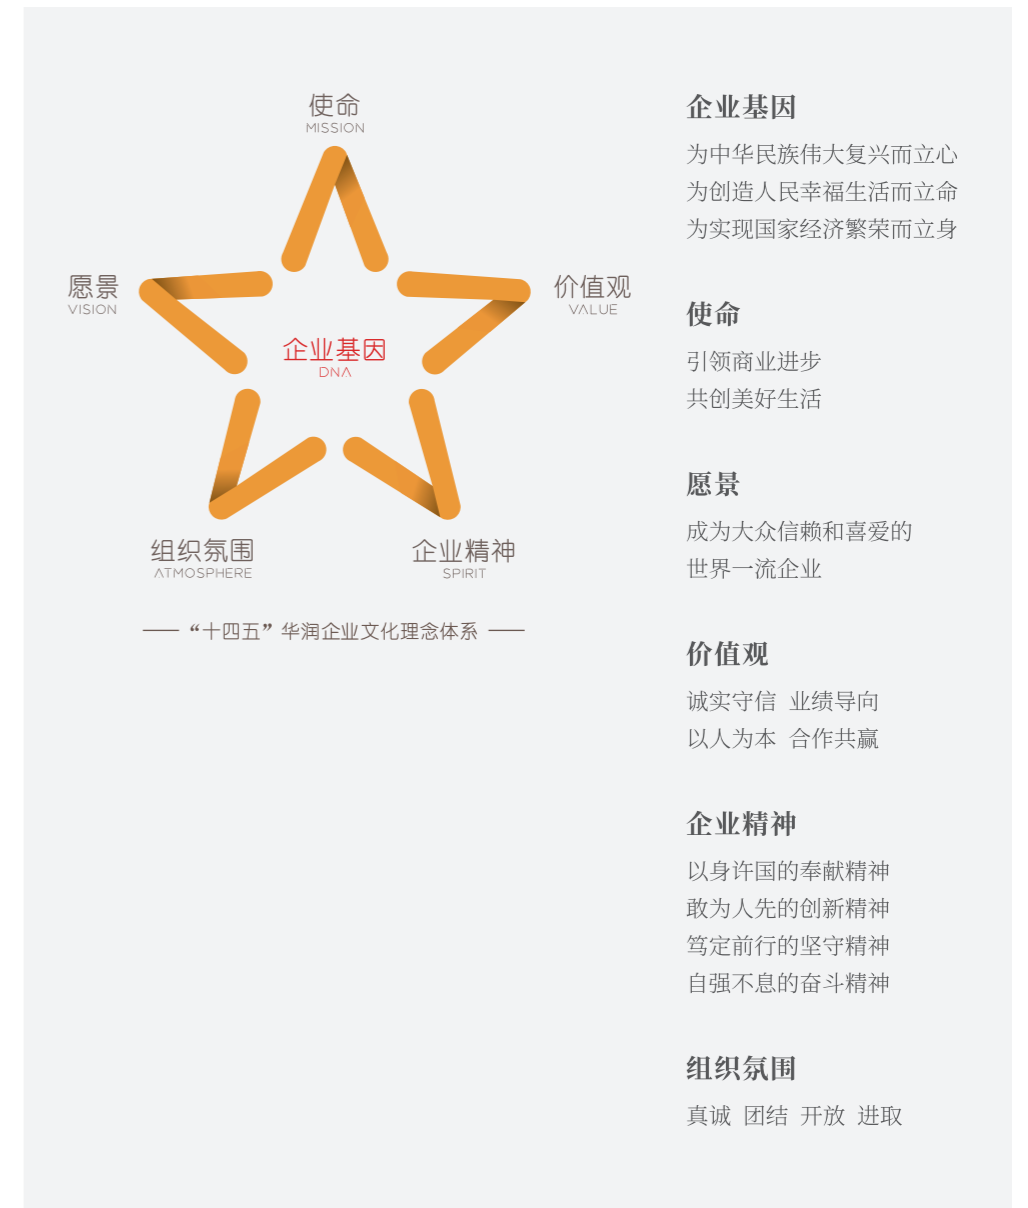 使命
MISSION
愿景
VISION
价值观
VALUE
企业基因
DNA
组织氛围
ATMOSPHERE
企业精神
SPIRIT
——“十四五”华润企业文化理念体系——
企业基因
为中华民族伟大复兴而立心
为创造人民幸福生活而立命
为实现国家经济繁荣而立身
使命
引领商业进步
共创美好生活
愿景
成为大众信赖和喜爱的
世界一流企业
价值观
诚实守信 业绩导向
以人为本 合作共赢
企业精神
以身许国的奉献精神
敢为人先的创新精神
笃定前行的坚守精神
自强不息的奋斗精神
组织氛围
真诚 团结 开放 进取